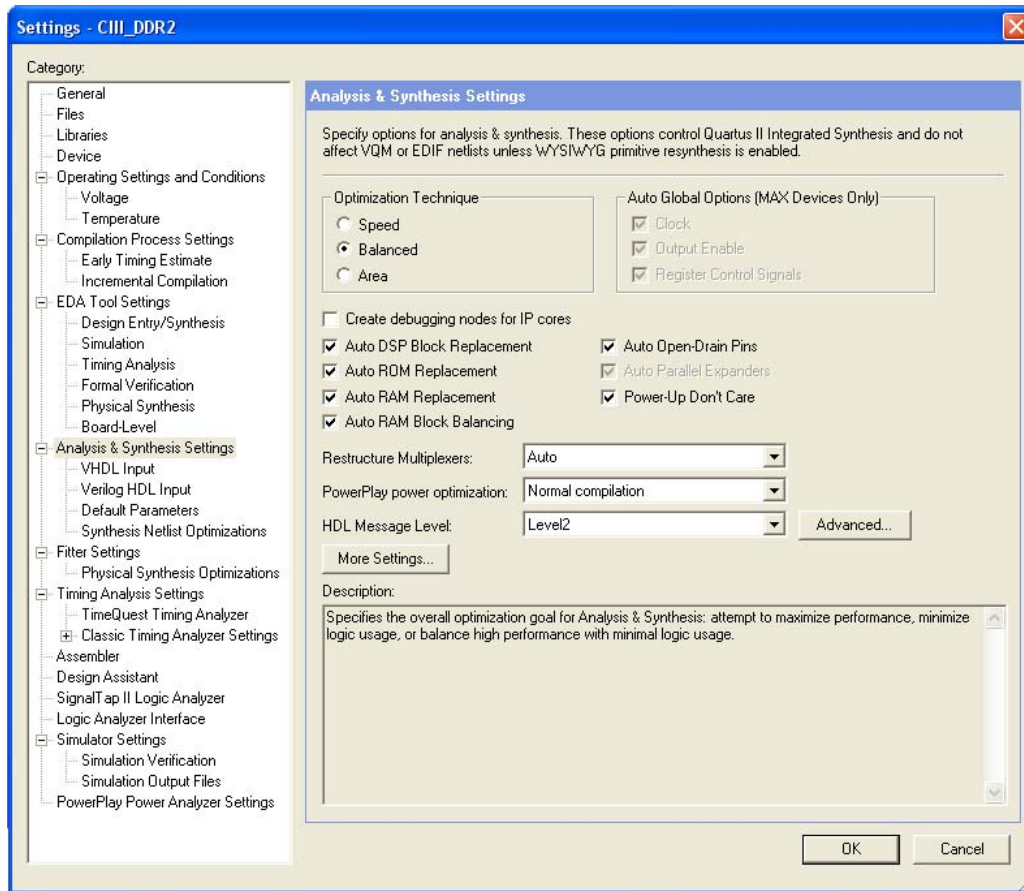 Settings - CIII_DDR2
Category:
General
Files
Libraries
Device
Operating Settings and Conditions
Voltage
Temperature
Compilation Process Settings
Early Timing Estimate
Incremental Compilation
EDA Tool Settings
Design Entry/Synthesis
Simulation
Timing Analysis
Formal Verification
Physical Synthesis
Board-Level
Analysis & Synthesis Settings
VHDL Input
Verilog HDL Input
Default Parameters
Synthesis Netlist Optimizations
Fitter Settings
Physical Synthesis Optimizations
Timing Analysis Settings
TimeQuest Timing Analyzer
Classic Timing Analyzer Settings
Assembler
Design Assistant
SignalTap II Logic Analyzer
Logic Analyzer Interface
Simulator Settings
Simulation Verification
Simulation Output Files
PowerPlay Power Analyzer Settings
Analysis & Synthesis Settings
Specify options for analysis & synthesis. These options control Quartus II Integrated Synthesis and do not
affect VQM or EDIF netlists unless WYSIWYG primitive resynthesis is enabled.
Optimization Technique
Speed
Balanced
Area
Auto Global Options (MAX Devices Only)
Clock
Output Enable
Register Control Signals
Create debugging nodes for IP cores
Auto DSP Block Replacement
Auto Open-Drain Pins
Auto ROM Replacement
Auto Parallel Expanders
Auto RAM Replacement
Power-Up Don't Care
Auto RAM Block Balancing
Restructure Multiplexers: Auto
PowerPlay power optimization: Normal compilation
HDL Message Level: Level2 Advanced...
More Settings...
Description:
Specifies the overall optimization goal for Analysis & Synthesis: attempt to maximize performance, minimize
logic usage, or balance high performance with minimal logic usage.
OK Cancel